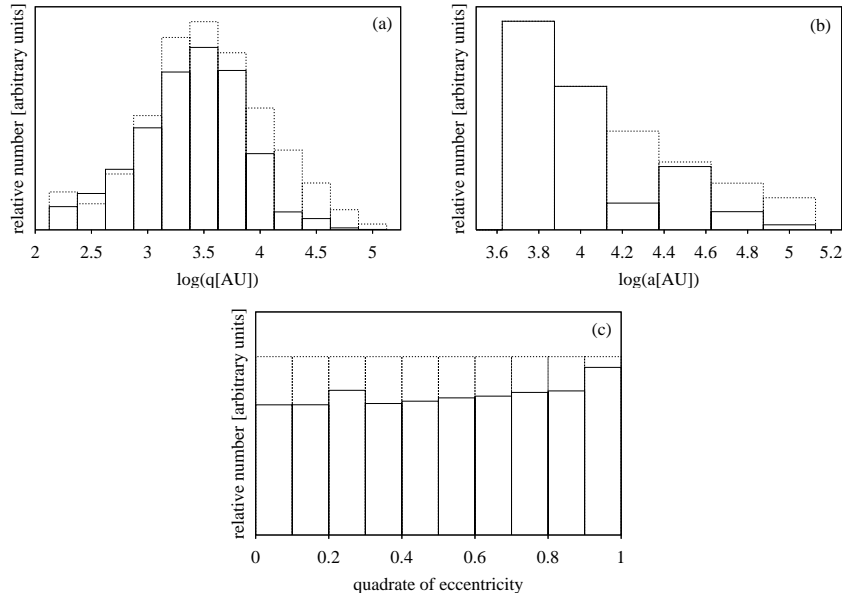 (a)
relative number [arbitrary units]
2 2.5 3 3.5 4 4.5 5
log(q[AU])
(b)
relative number [arbitrary units]
3.6 3.8 4 4.2 4.4 4.6 4.8 5 5.2
log(a[AU])
(c)
relative number [arbitrary units]
0 0.2 0.4 0.6 0.8 1
quadrate of eccentricity